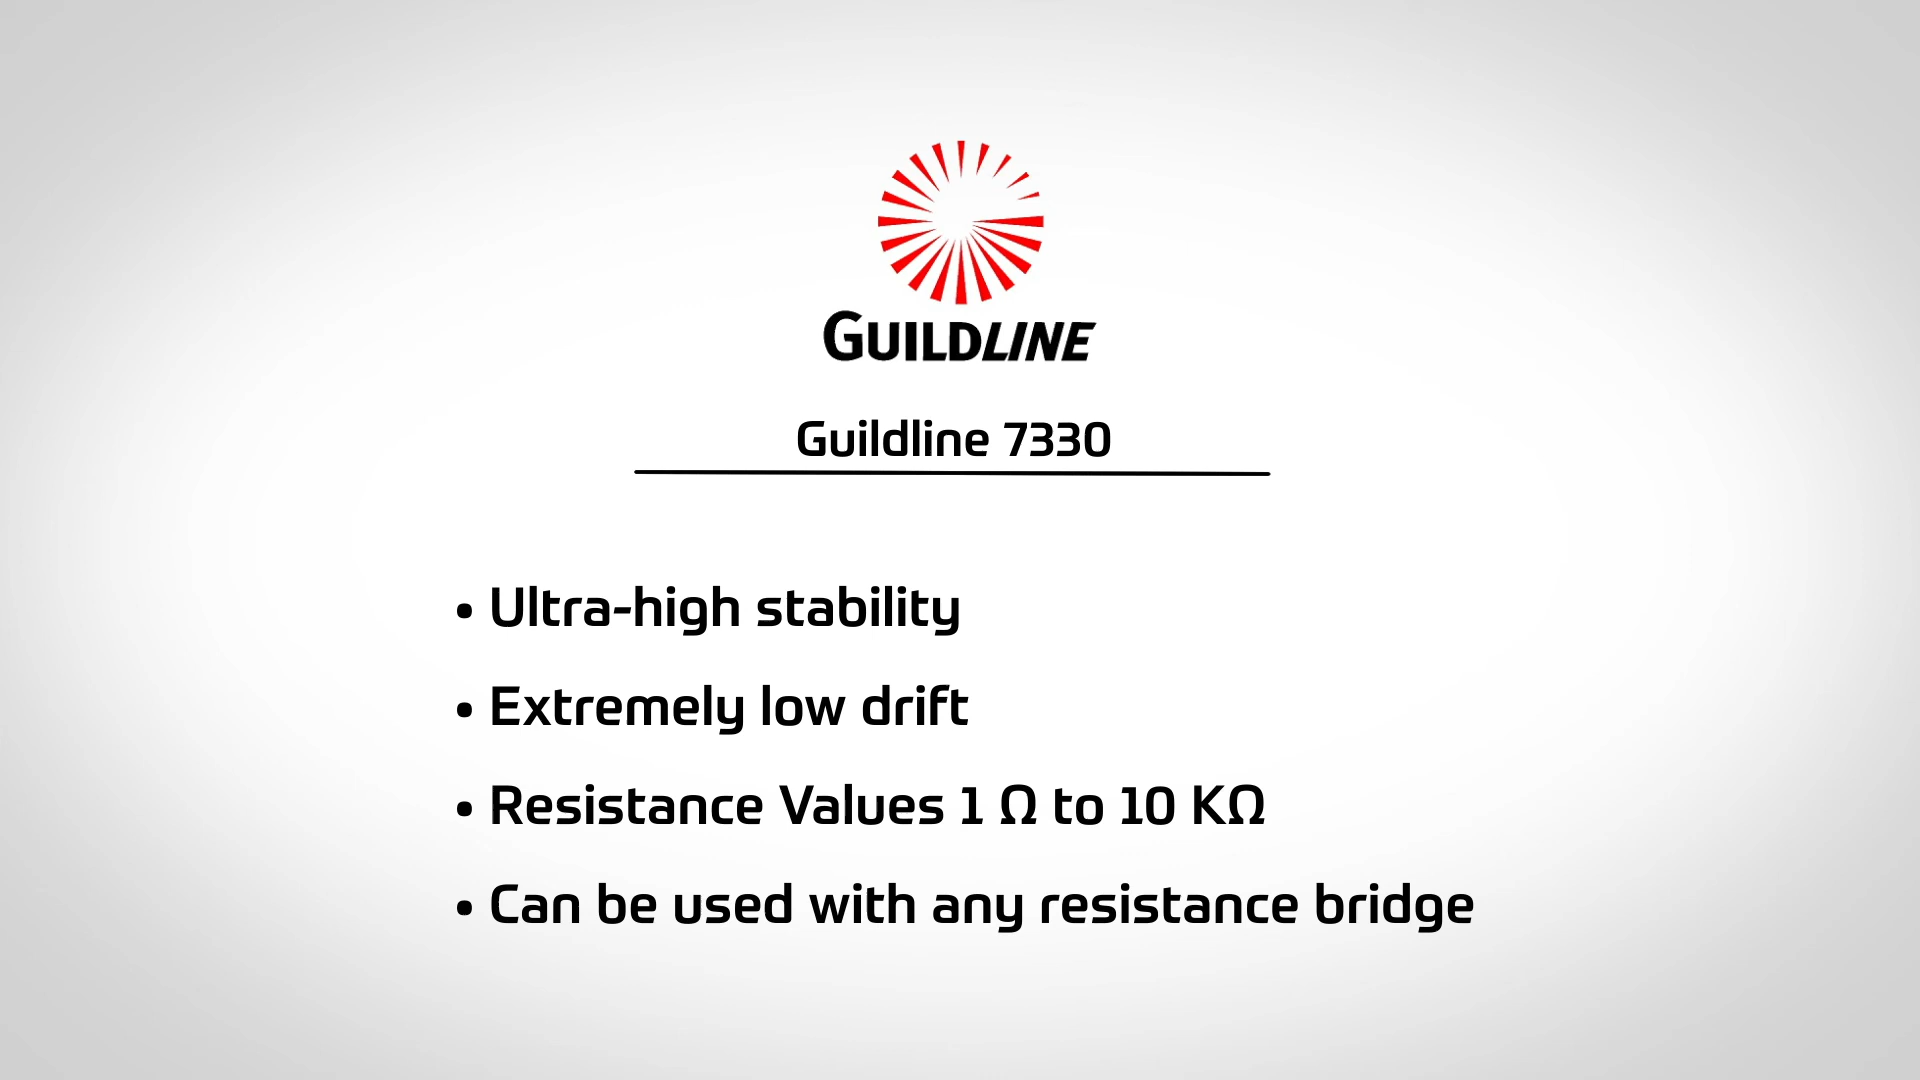 GUILDLINE
Guildline 7330
• Ultra-high stability
• Extremely low drift
• Resistance Values 1 Ω to 10 KΩ
• Can be used with any resistance bridge